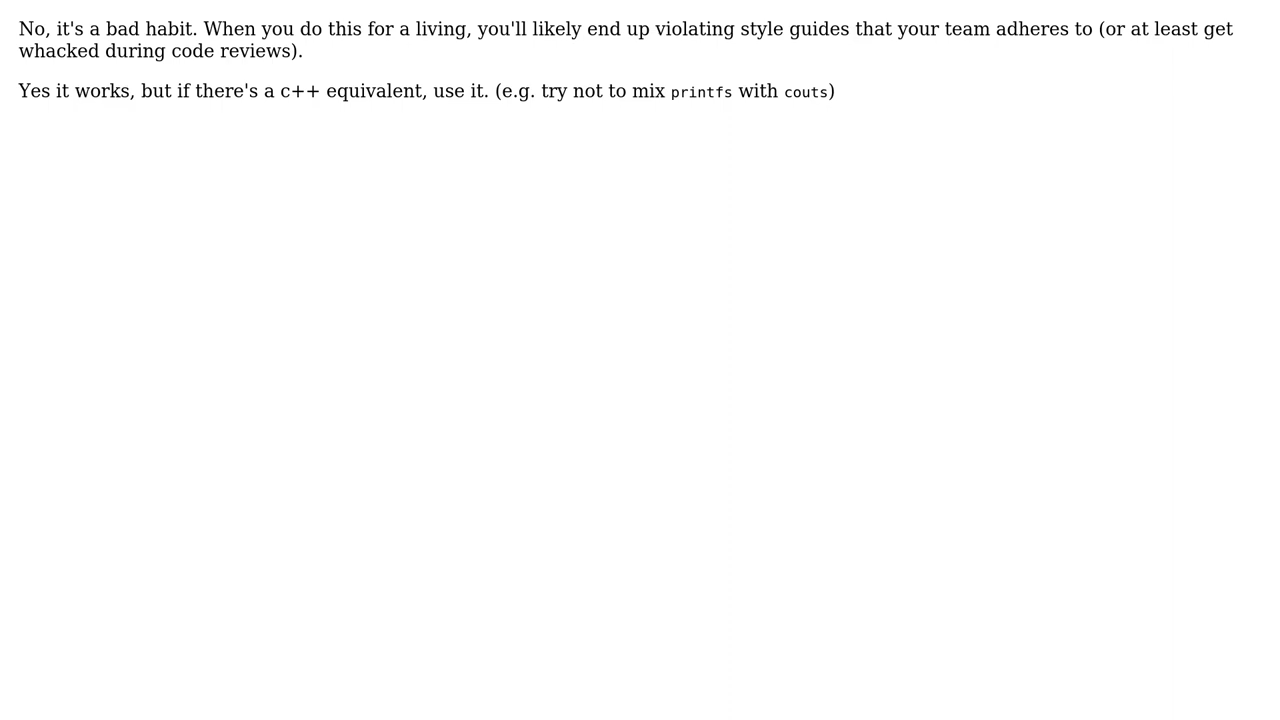 No, it's a bad habit. When you do this for a living, you'll likely end up violating style guides that your team adheres to (or at least get
whacked during code reviews).
Yes it works, but if there's a c++ equivalent, use it. (e.g. try not to mix printfs with couts)